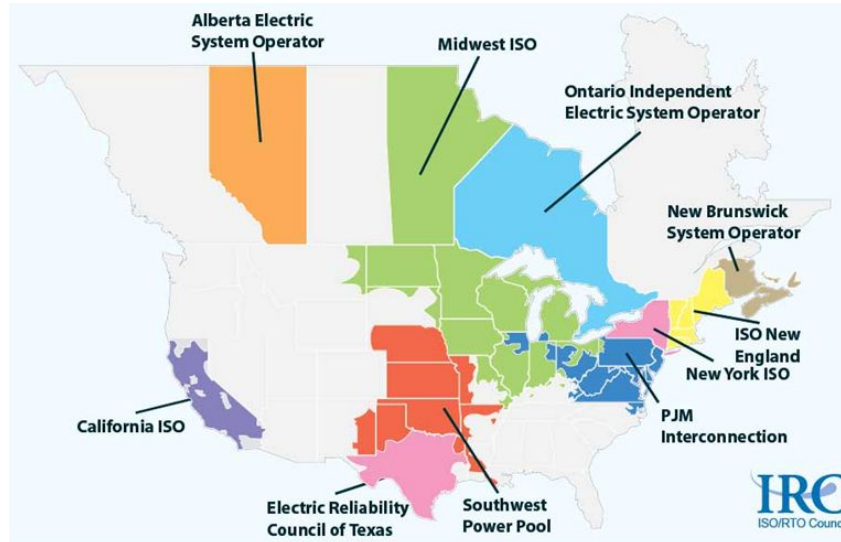 Alberta Electric
System Operator
Midwest ISO
Ontario Independent
Electric System Operator
New Brunswick
System Operator
ISO New
England
New York ISO
PJM
Interconnection
California ISO
Electric Reliability
Council of Texas
Southwest
Power Pool
IRC
ISO/RTO Counc